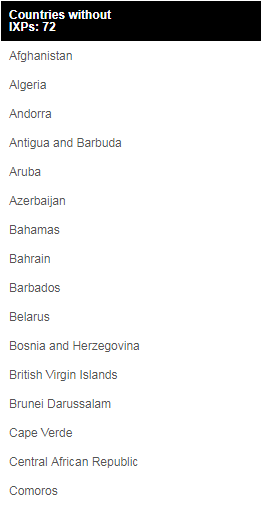 Countries without
IXPs: 72
Afghanistan
Algeria
Andorra
Antigua and Barbuda
Aruba
Azerbaijan
Bahamas
Bahrain
Barbados
Belarus
Bosnia and Herzegovina
British Virgin Islands
Brunei Darussalam
Cape Verde
Central African Republic
Comoros